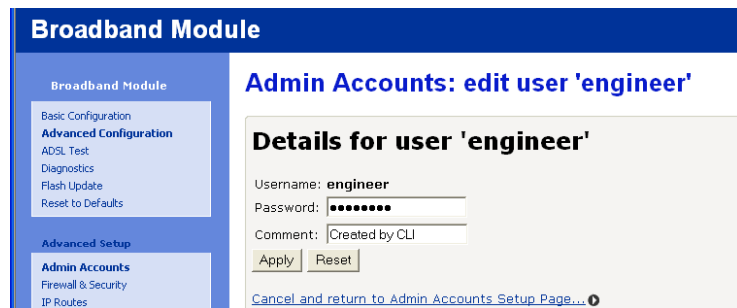 Broadband Module
Broadband Module
Basic Configuration
Advanced Configuration
ADSL Test
Diagnostics
Flash Update
Reset to Defaults
Advanced Setup
Admin Accounts
Firewall & Security
IP Routes
Admin Accounts: edit user 'engineer'
Details for user 'engineer'
Username: engineer
Password: ●●●●●●●●
Comment: Created by CLI
Apply Reset
Cancel and return to Admin Accounts Setup Page...